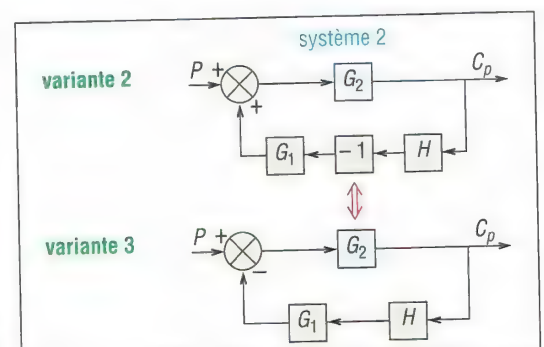 système 2
variante 2 P + G₂ Cₚ
+
G₁ – 1 H
variante 3 P + G₂ Cₚ
–
G₁ H